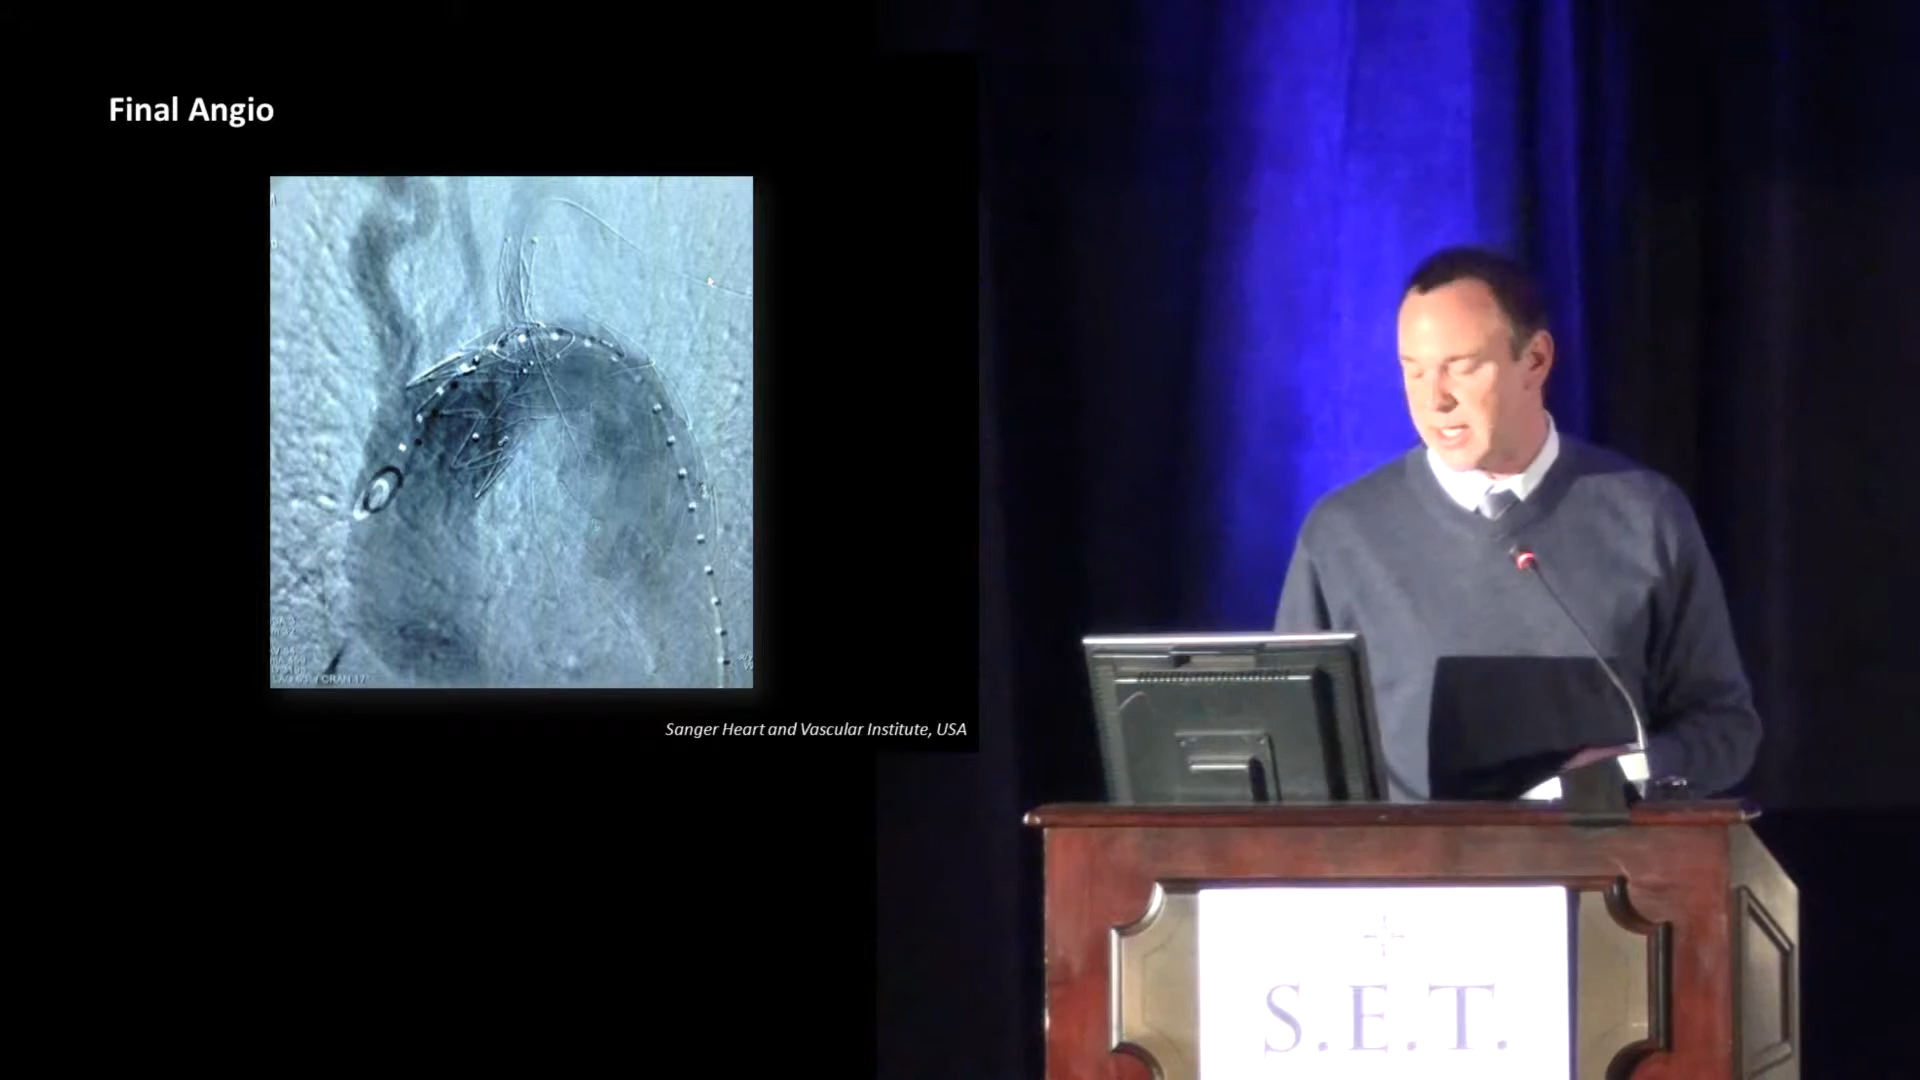 Final Angio
Sanger Heart and Vascular Institute, USA
S.E.T.